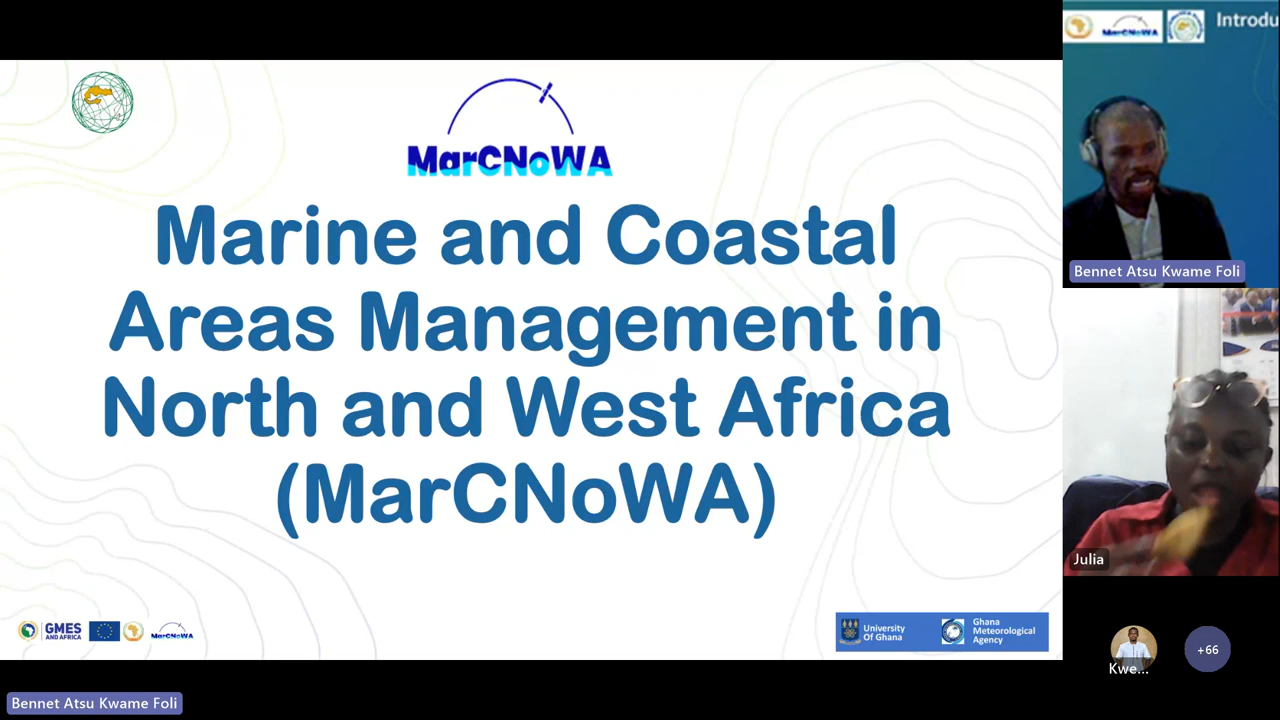 MarCNoWA
Marine and Coastal
Areas Management in
North and West Africa
(MarCNoWA)
GMES
AND AFRICA
MarCNoWA
University
Of Ghana
Ghana
Meteorological
Agency
Bennet Atsu Kwame Foli
MarCNoWA
Introdu
Bennet Atsu Kwame Foli
Julia
Kwe...
+66